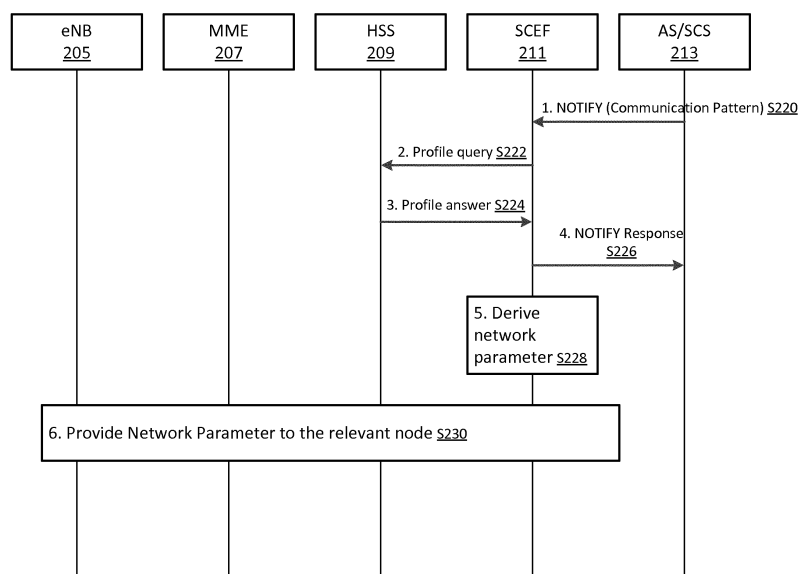 eNB
205
MME
207
HSS
209
SCEF
211
AS/SCS
213
1. NOTIFY (Communication Pattern) S220
2. Profile query S222
3. Profile answer S224
4. NOTIFY Response
S226
5. Derive
network
parameter S228
6. Provide Network Parameter to the relevant node S230